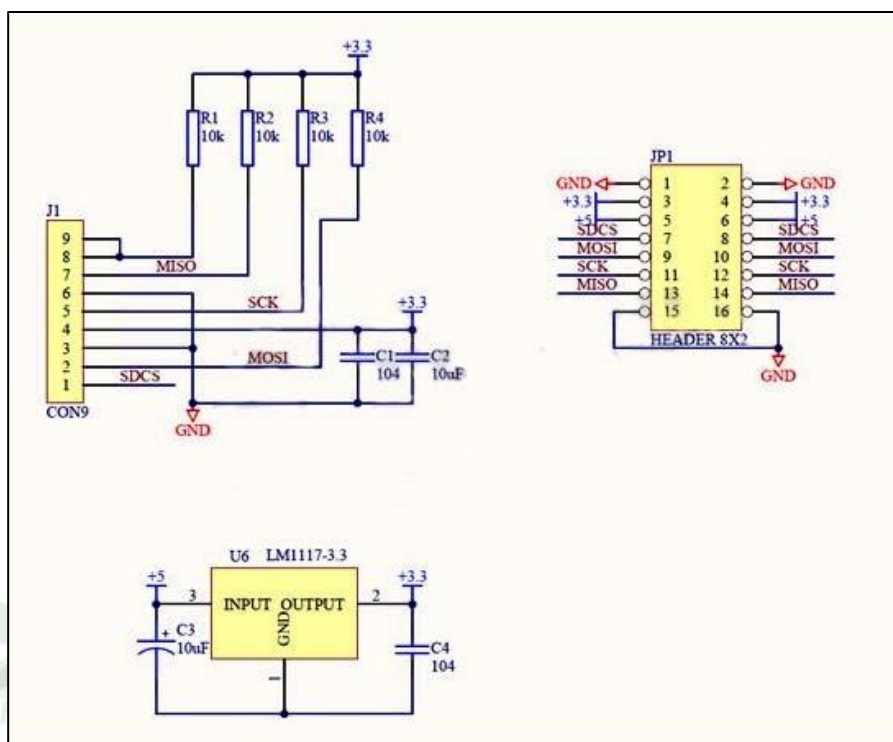 +3.3
R1 R2 R3 R4
10k 10k 10k 10k
J1
9
8
7 MISO
6
5 SCK
4 +3.3
3
2 MOSI
1 SDCS
CON9
C1 C2
104 10uF
GND
JP1
GND 1 2 GND
+3.3 3 4 +3.3
+5 5 6 +5
SDCS 7 8 SDCS
MOSI 9 10 MOSI
SCK 11 12 SCK
MISO 13 14 MISO
15 16
HEADER 8X2
GND
U6 LM1117-3.3
+5 +3.3
3 INPUT OUTPUT 2
GND
C3 + C4
10uF 104
1